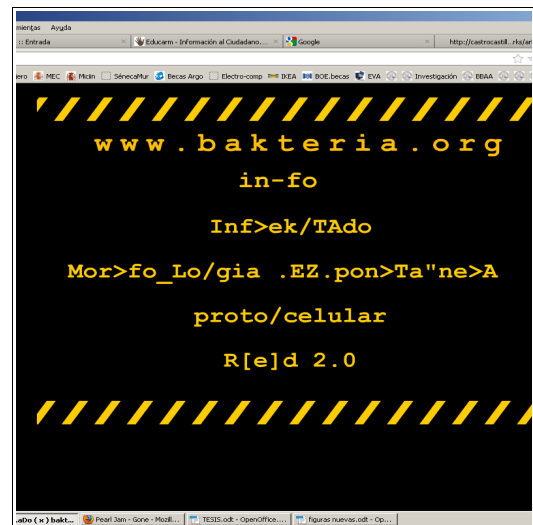 mientas Ayuda
:: Entrada Educarm - Información al Ciudadano... Google http://castrocastill...rks/ar
iero MEC Micin SénecaMur Becas Argo Electro-comp IKEA BOE.becas EVA Investigación BBAA
www.bakteria.org
in-fo
Inf>ek/TAdo
Mor>fo_Lo/gia .EZ.pon>Ta"ne>A
proto/celular
R[e]d 2.0
.aDo ( x ) bakt... Pearl Jam - Gone - Mozill... TESIS.odt - OpenOffice.... figuras nuevas.odt - Op...